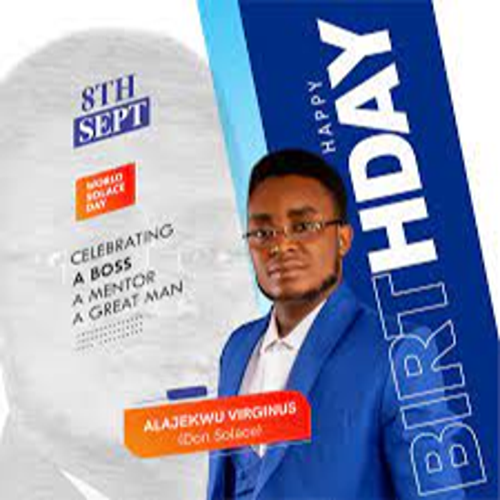 8TH
SEPT
WORLD
SOLACE
DAY
CELEBRATING
A BOSS
A MENTOR
A GREAT MAN
HAPPY
BIRTHDAY
ALAJEKWU VIRGINUS
(Don Solace)